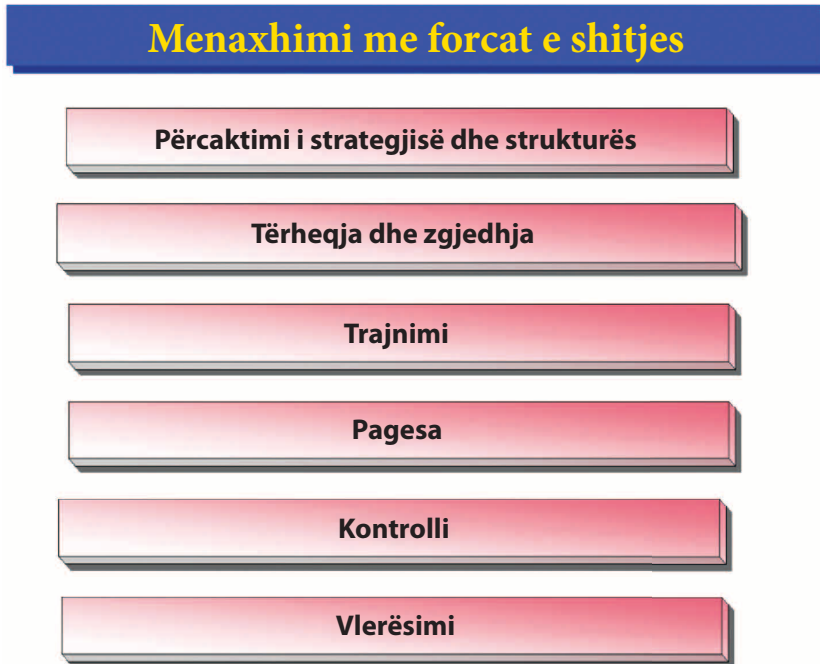 Menaxhimi me forcat e shitjes
Përcaktimi i strategjisë dhe strukturës
Tërheqja dhe zgjedhja
Trajnimi
Pagesa
Kontrolli
Vlerësimi